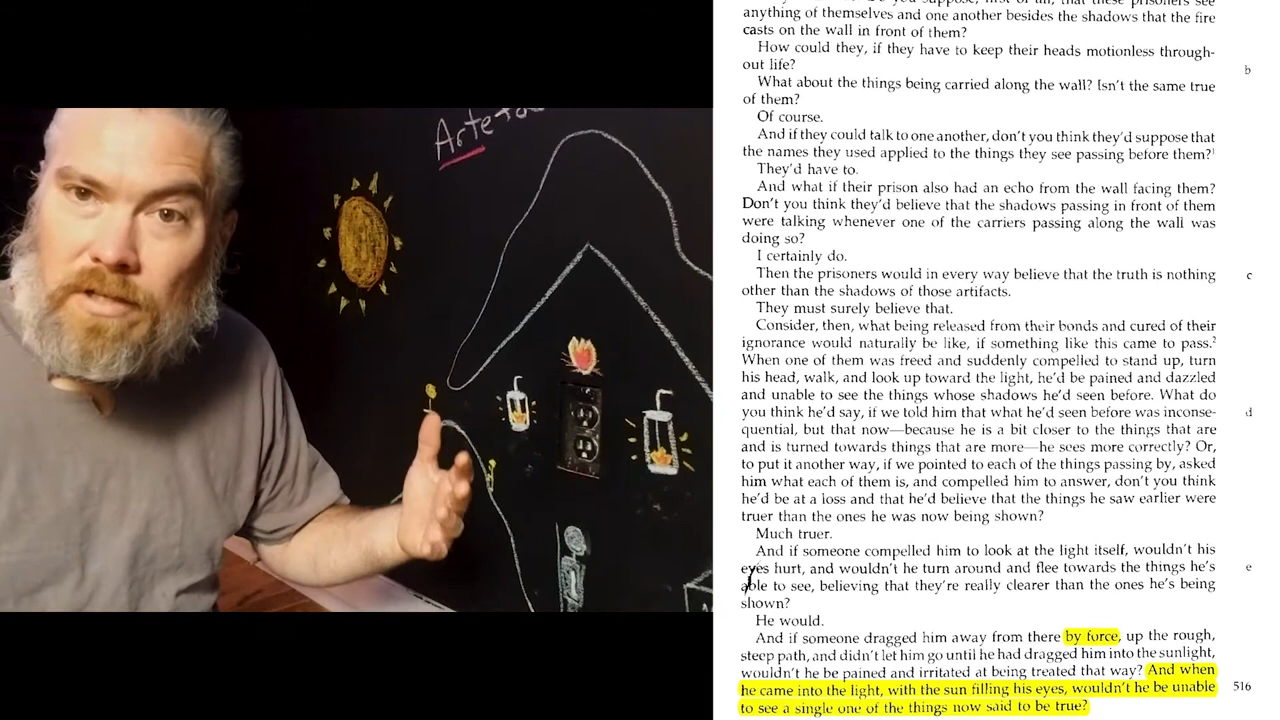 anything of themselves and one another besides the shadows that the fire
casts on the wall in front of them?
How could they, if they have to keep their heads motionless through-
out life?
b
What about the things being carried along the wall? Isn't the same true
of them?
Of course.
And if they could talk to one another, don't you think they'd suppose that
the names they used applied to the things they see passing before them?¹
They'd have to.
And what if their prison also had an echo from the wall facing them?
Don't you think they'd believe that the shadows passing in front of them
were talking whenever one of the carriers passing along the wall was
doing so?
I certainly do.
Then the prisoners would in every way believe that the truth is nothing
c
other than the shadows of those artifacts.
They must surely believe that.
Consider, then, what being released from their bonds and cured of their
ignorance would naturally be like, if something like this came to pass.²
When one of them was freed and suddenly compelled to stand up, turn
his head, walk, and look up toward the light, he'd be pained and dazzled
and unable to see the things whose shadows he'd seen before. What do
you think he'd say, if we told him that what he'd seen before was inconse-
d
quential, but that now—because he is a bit closer to the things that are
and is turned towards things that are more—he sees more correctly? Or,
to put it another way, if we pointed to each of the things passing by, asked
him what each of them is, and compelled him to answer, don't you think
he'd be at a loss and that he'd believe that the things he saw earlier were
truer than the ones he was now being shown?
Much truer.
And if someone compelled him to look at the light itself, wouldn't his
eyes hurt, and wouldn't he turn around and flee towards the things he's
e
able to see, believing that they're really clearer than the ones he's being
shown?
He would.
And if someone dragged him away from there by force, up the rough,
steep path, and didn't let him go until he had dragged him into the sunlight,
wouldn't he be pained and irritated at being treated that way? And when
he came into the light, with the sun filling his eyes, wouldn't he be unable
516
to see a single one of the things now said to be true?